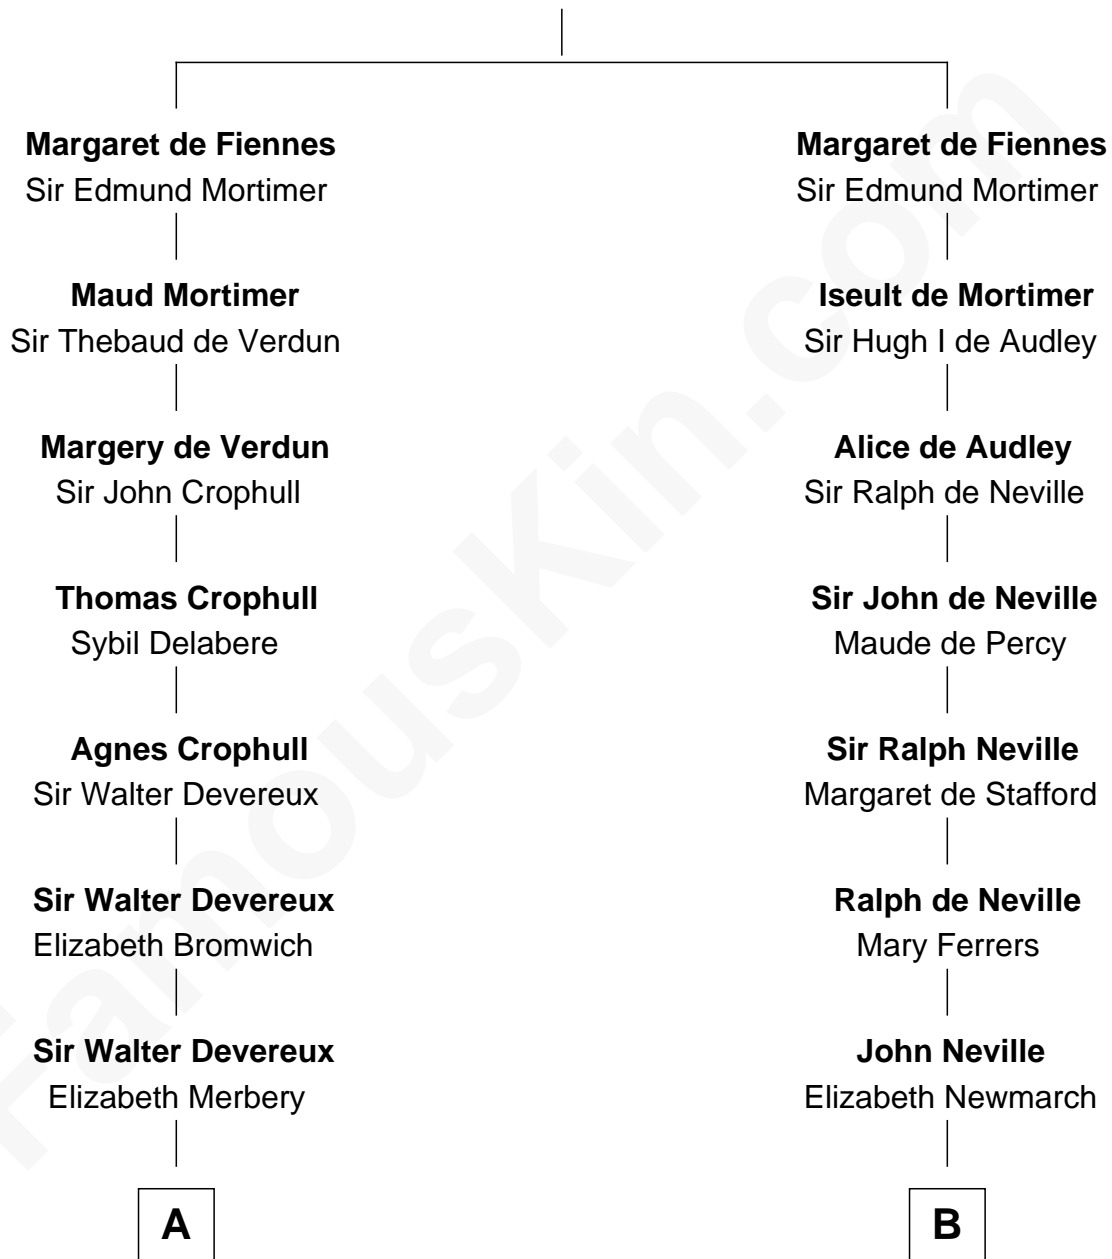 Margaret de Fiennes
Sir Edmund Mortimer
Maud Mortimer
Sir Thebaud de Verdun
Margery de Verdun
Sir John Crophull
Thomas Crophull
Sybil Delabere
Agnes Crophull
Sir Walter Devereux
Sir Walter Devereux
Elizabeth Bromwich
Sir Walter Devereux
Elizabeth Merbery
A
Margaret de Fiennes
Sir Edmund Mortimer
Iseult de Mortimer
Sir Hugh I de Audley
Alice de Audley
Sir Ralph de Neville
Sir John de Neville
Maude de Percy
Sir Ralph Neville
Margaret de Stafford
Ralph de Neville
Mary Ferrers
John Neville
Elizabeth Newmarch
B
FamousKin.com